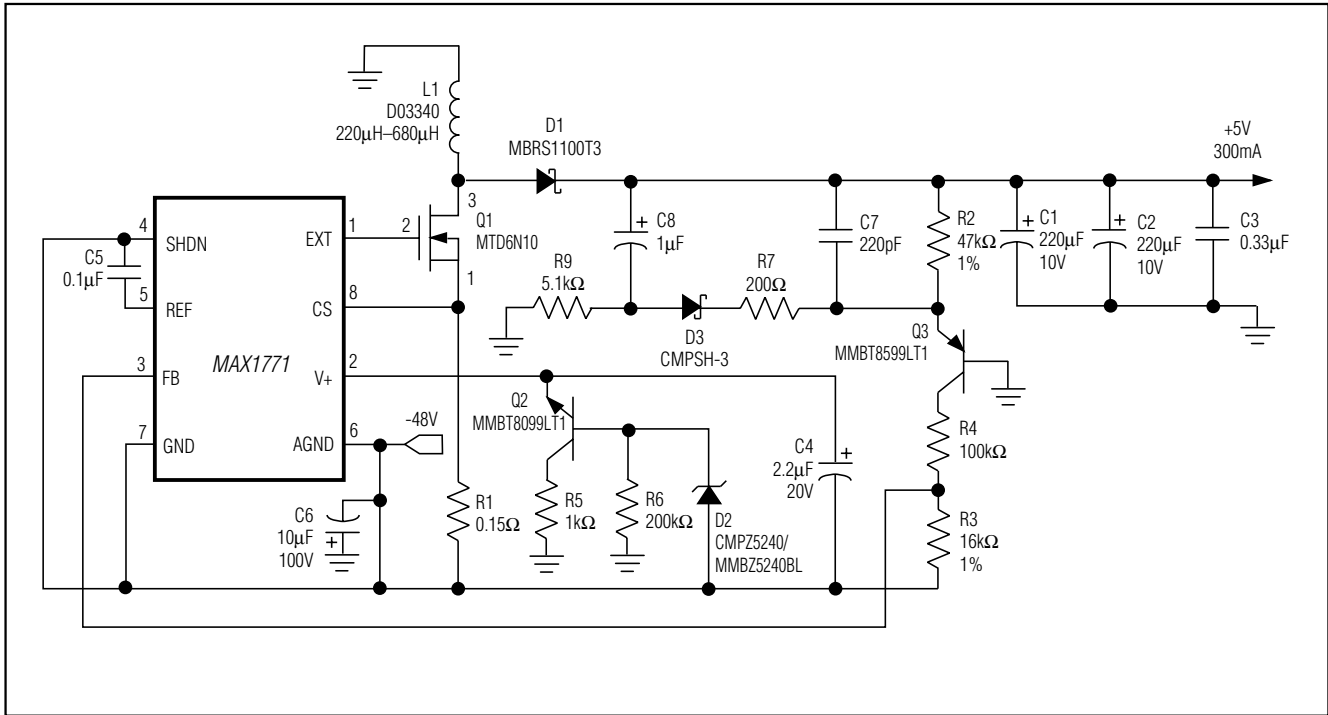 L1
D03340
220µH–680µH
D1
MBRS1100T3
+5V
300mA
3
2
Q1
MTD6N10
1
C8
1µF
+
C7
220pF
R2
47kΩ
1%
C1
220µF
10V
+
C2
220µF
10V
+
C3
0.33µF
MAX1771
4
SHDN
5
REF
3
FB
7
GND
1
EXT
8
CS
2
V+
6
AGND
C5
0.1µF
R9
5.1kΩ
D3
CMPSH-3
R7
200Ω
Q3
MMBT8599LT1
-48V
Q2
MMBT8099LT1
C4
2.2µF
20V
+
R4
100kΩ
C6
10µF
100V
+
R1
0.15Ω
R5
1kΩ
R6
200kΩ
D2
CMPZ5240/
MMBZ5240BL
R3
16kΩ
1%